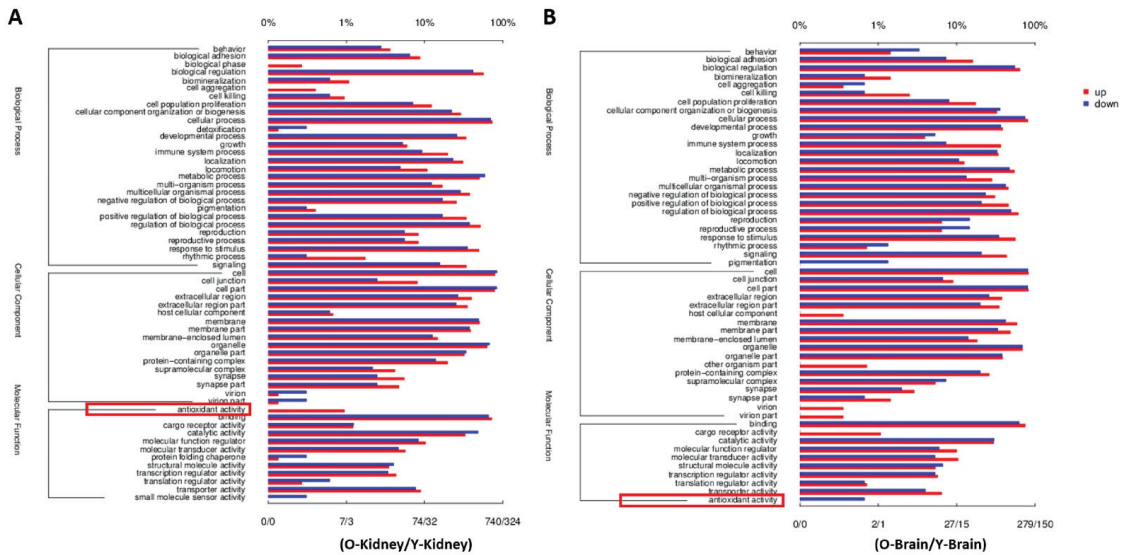 A
0% 1% 10% 100%
Biological Process
behavior
biological adhesion
biological phase
biological regulation
biomineralization
cell aggregation
cell killing
cell population proliferation
cellular component organization or biogenesis
cellular process
detoxification
developmental process
growth
immune system process
localization
locomotion
metabolic process
multi−organism process
multicellular organismal process
negative regulation of biological process
pigmentation
positive regulation of biological process
regulation of biological process
reproduction
reproductive process
response to stimulus
rhythmic process
signaling
Cellular Component
cell
cell junction
cell part
extracellular region
extracellular region part
host cellular component
membrane
membrane part
membrane−enclosed lumen
organelle
organelle part
protein−containing complex
supramolecular complex
synapse
synapse part
virion
virion part
Molecular Function
antioxidant activity
binding
cargo receptor activity
catalytic activity
molecular function regulator
molecular transducer activity
protein folding chaperone
structural molecule activity
transcription regulator activity
translation regulator activity
transporter activity
small molecule sensor activity
0/0 7/3 74/32 740/324
(O-Kidney/Y-Kidney)
B
0% 1% 10% 100%
Biological Process
behavior
biological adhesion
biological regulation
biomineralization
cell aggregation
cell killing
cell population proliferation
cellular component organization or biogenesis
cellular process
developmental process
growth
immune system process
localization
locomotion
metabolic process
multi−organism process
multicellular organismal process
negative regulation of biological process
positive regulation of biological process
regulation of biological process
reproduction
reproductive process
response to stimulus
rhythmic process
signaling
pigmentation
Cellular Component
cell
cell junction
cell part
extracellular region
extracellular region part
host cellular component
membrane
membrane part
membrane−enclosed lumen
organelle
organelle part
other organism part
protein−containing complex
supramolecular complex
synapse
synapse part
virion
virion part
Molecular Function
binding
cargo receptor activity
catalytic activity
molecular function regulator
molecular transducer activity
structural molecule activity
transcription regulator activity
translation regulator activity
transporter activity
antioxidant activity
0/0 2/1 27/15 279/150
(O-Brain/Y-Brain)
up
down